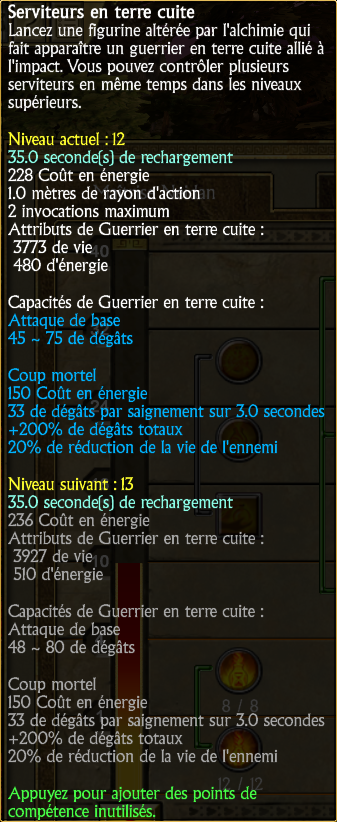 Serviteurs en terre cuite
Lancez une figurine altérée par l'alchimie qui
fait apparaître un guerrier en terre cuite allié à
l'impact. Vous pouvez contrôler plusieurs
serviteurs en même temps dans les niveaux
supérieurs.
Niveau actuel : 12
35.0 seconde(s) de rechargement
228 Coût en énergie
1.0 mètres de rayon d'action
2 invocations maximum
Attributs de Guerrier en terre cuite :
3773 de vie
480 d'énergie
Capacités de Guerrier en terre cuite :
Attaque de base
45 ~ 75 de dégâts
Coup mortel
150 Coût en énergie
33 de dégâts par saignement sur 3.0 secondes
+200% de dégâts totaux
20% de réduction de la vie de l'ennemi
Niveau suivant : 13
35.0 seconde(s) de rechargement
236 Coût en énergie
Attributs de Guerrier en terre cuite :
3927 de vie
510 d'énergie
Capacités de Guerrier en terre cuite :
Attaque de base
48 ~ 80 de dégâts
Coup mortel
150 Coût en énergie
33 de dégâts par saignement sur 3.0 secondes
+200% de dégâts totaux
20% de réduction de la vie de l'ennemi
Appuyez pour ajouter des points de
compétence inutilisés.
40
24
10
8 / 8
12 / 12